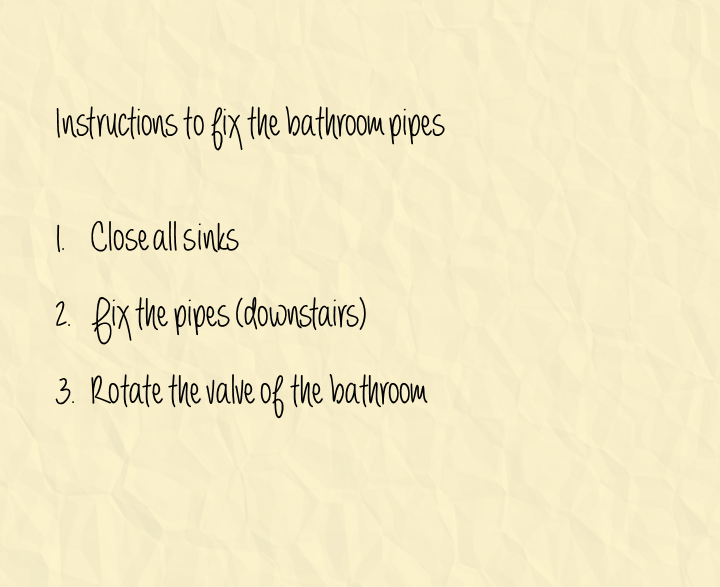 Instructions to fix the bathroom pipes
1. Close all sinks
2. Fix the pipes (downstairs)
3. Rotate the valve of the bathroom